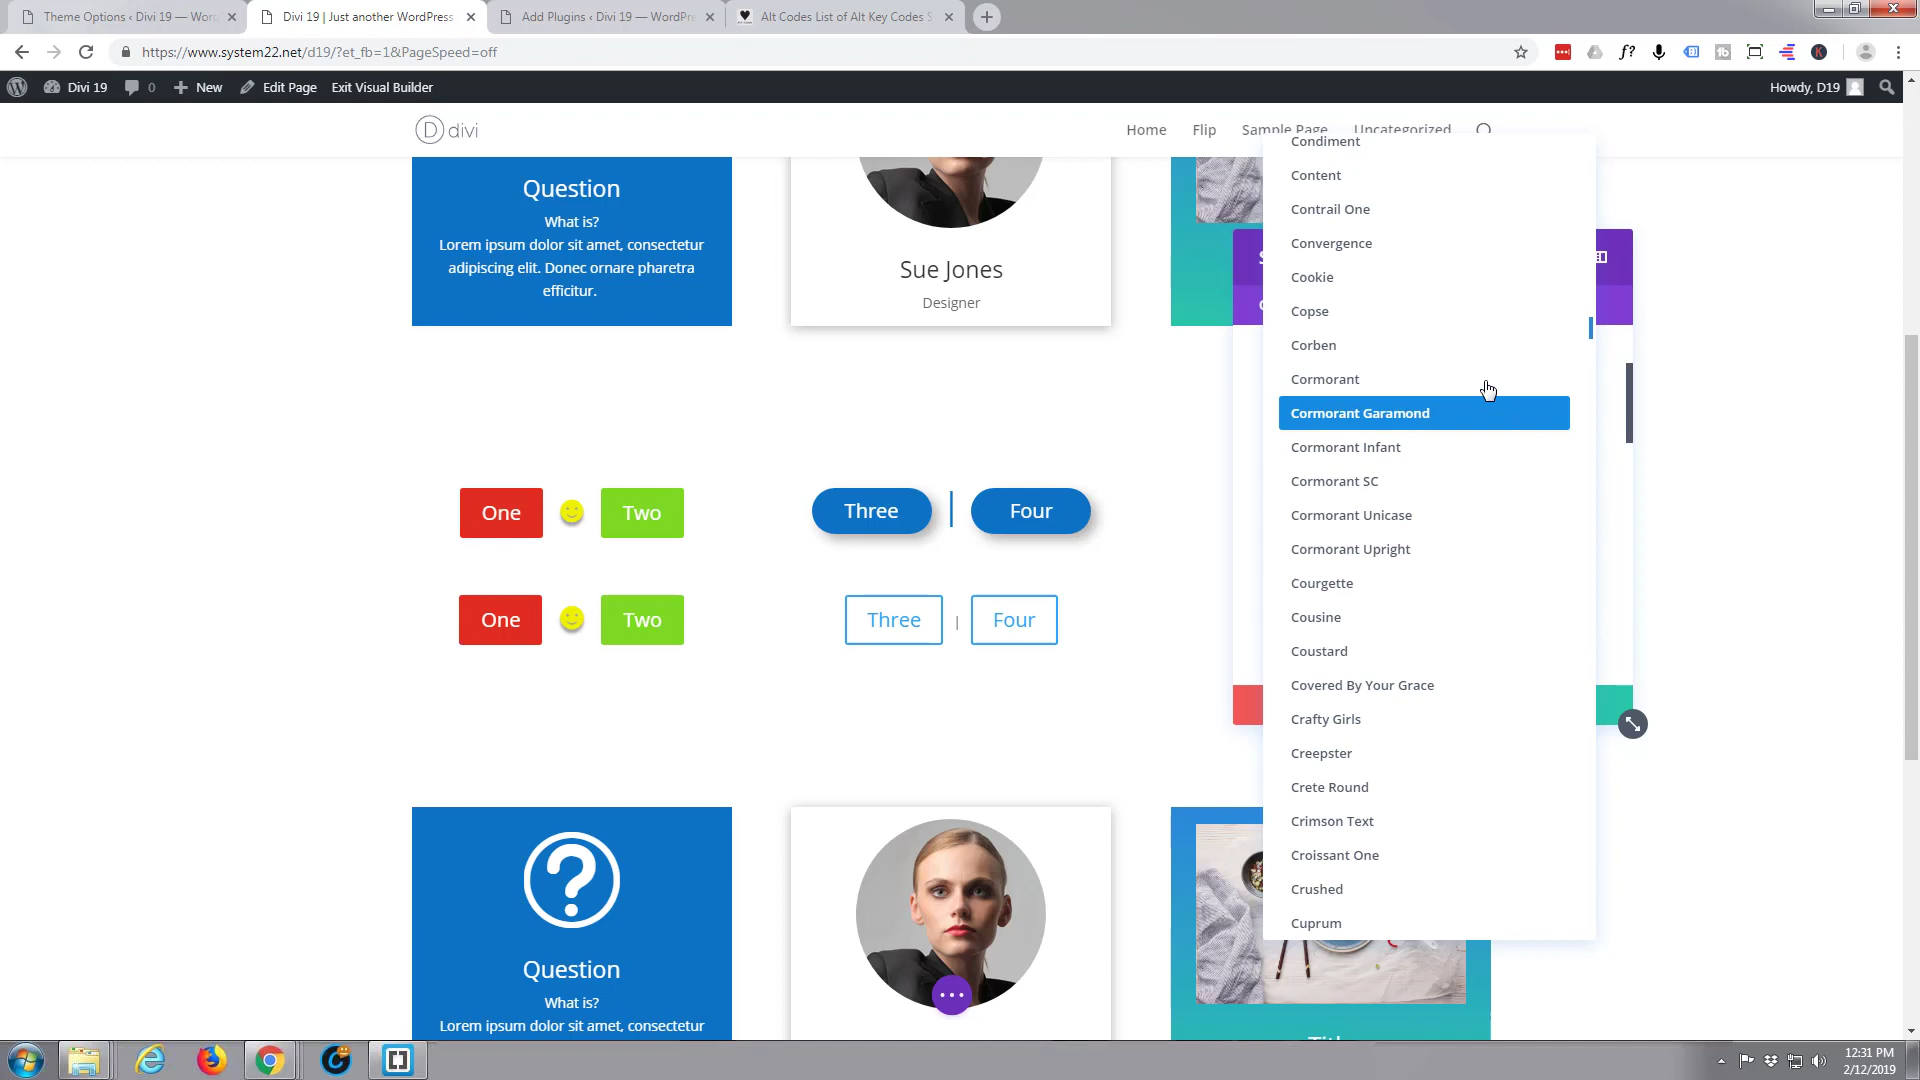 Theme Options ‹ Divi 19 — Wor
Divi 19 | Just another WordPress
Add Plugins ‹ Divi 19 — WordPre
Alt Codes List of Alt Key Codes S
https://www.system22.net/d19/?et_fb=1&PageSpeed=off
Divi 19
0
New
Edit Page
Exit Visual Builder
Howdy, D19
D divi
Home
Flip
Sample Page
Uncategorized
Question
What is?
Lorem ipsum dolor sit amet, consectetur
adipiscing elit. Donec ornare pharetra
efficitur.
Sue Jones
Designer
Condiment
Content
Contrail One
Convergence
Cookie
Copse
Corben
Cormorant
Cormorant Garamond
Cormorant Infant
Cormorant SC
Cormorant Unicase
Cormorant Upright
Courgette
Cousine
Coustard
Covered By Your Grace
Crafty Girls
Creepster
Crete Round
Crimson Text
Croissant One
Crushed
Cuprum
One
Two
Three
|
Four
One
Two
Three
|
Four
?
Question
What is?
Lorem ipsum dolor sit amet, consectetur
12:31 PM
2/12/2019